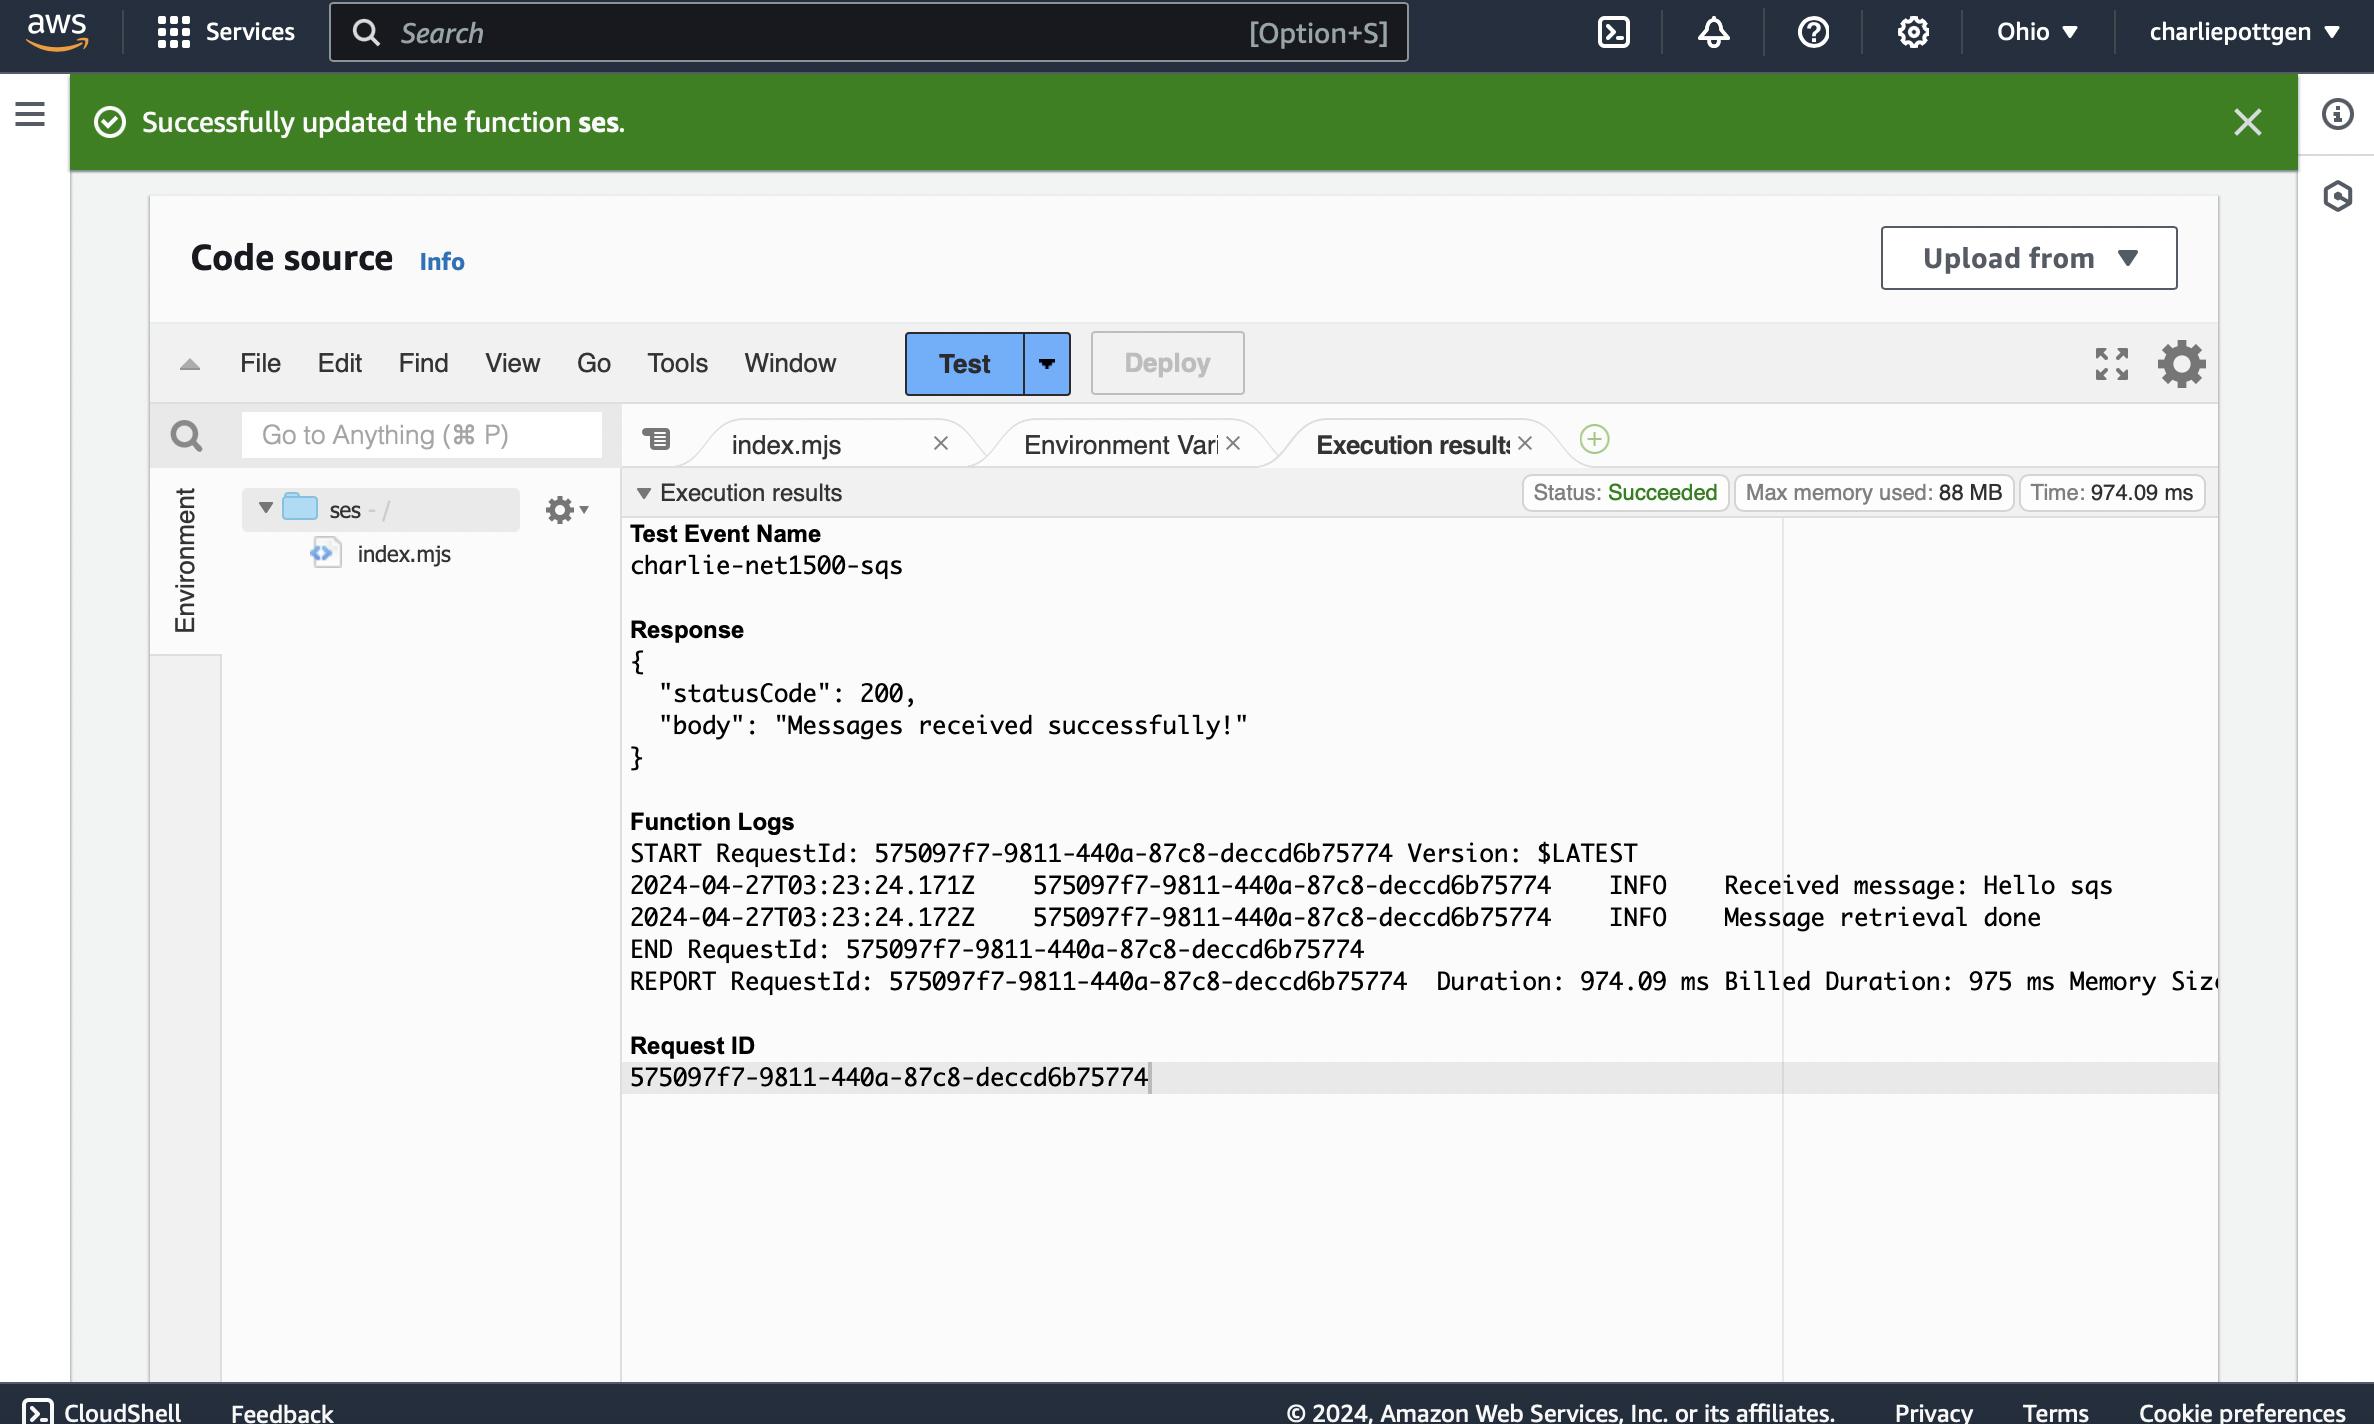 aws
Services
Search
[Option+S]
Ohio
charliepottgen
Successfully updated the function ses.
Code source
Info
Upload from
File Edit Find View Go Tools Window
Test
Deploy
Go to Anything (⌘ P)
index.mjs
Environment Vari
Execution results
Environment
ses - /
index.mjs
Execution results
Status: Succeeded
Max memory used: 88 MB
Time: 974.09 ms
Test Event Name
charlie-net1500-sqs
Response
{
"statusCode": 200,
"body": "Messages received successfully!"
}
Function Logs
START RequestId: 575097f7-9811-440a-87c8-deccd6b75774 Version: $LATEST
2024-04-27T03:23:24.171Z 575097f7-9811-440a-87c8-deccd6b75774 INFO Received message: Hello sqs
2024-04-27T03:23:24.172Z 575097f7-9811-440a-87c8-deccd6b75774 INFO Message retrieval done
END RequestId: 575097f7-9811-440a-87c8-deccd6b75774
REPORT RequestId: 575097f7-9811-440a-87c8-deccd6b75774 Duration: 974.09 ms Billed Duration: 975 ms Memory Size
Request ID
575097f7-9811-440a-87c8-deccd6b75774
CloudShell
Feedback
© 2024, Amazon Web Services, Inc. or its affiliates.
Privacy
Terms
Cookie preferences